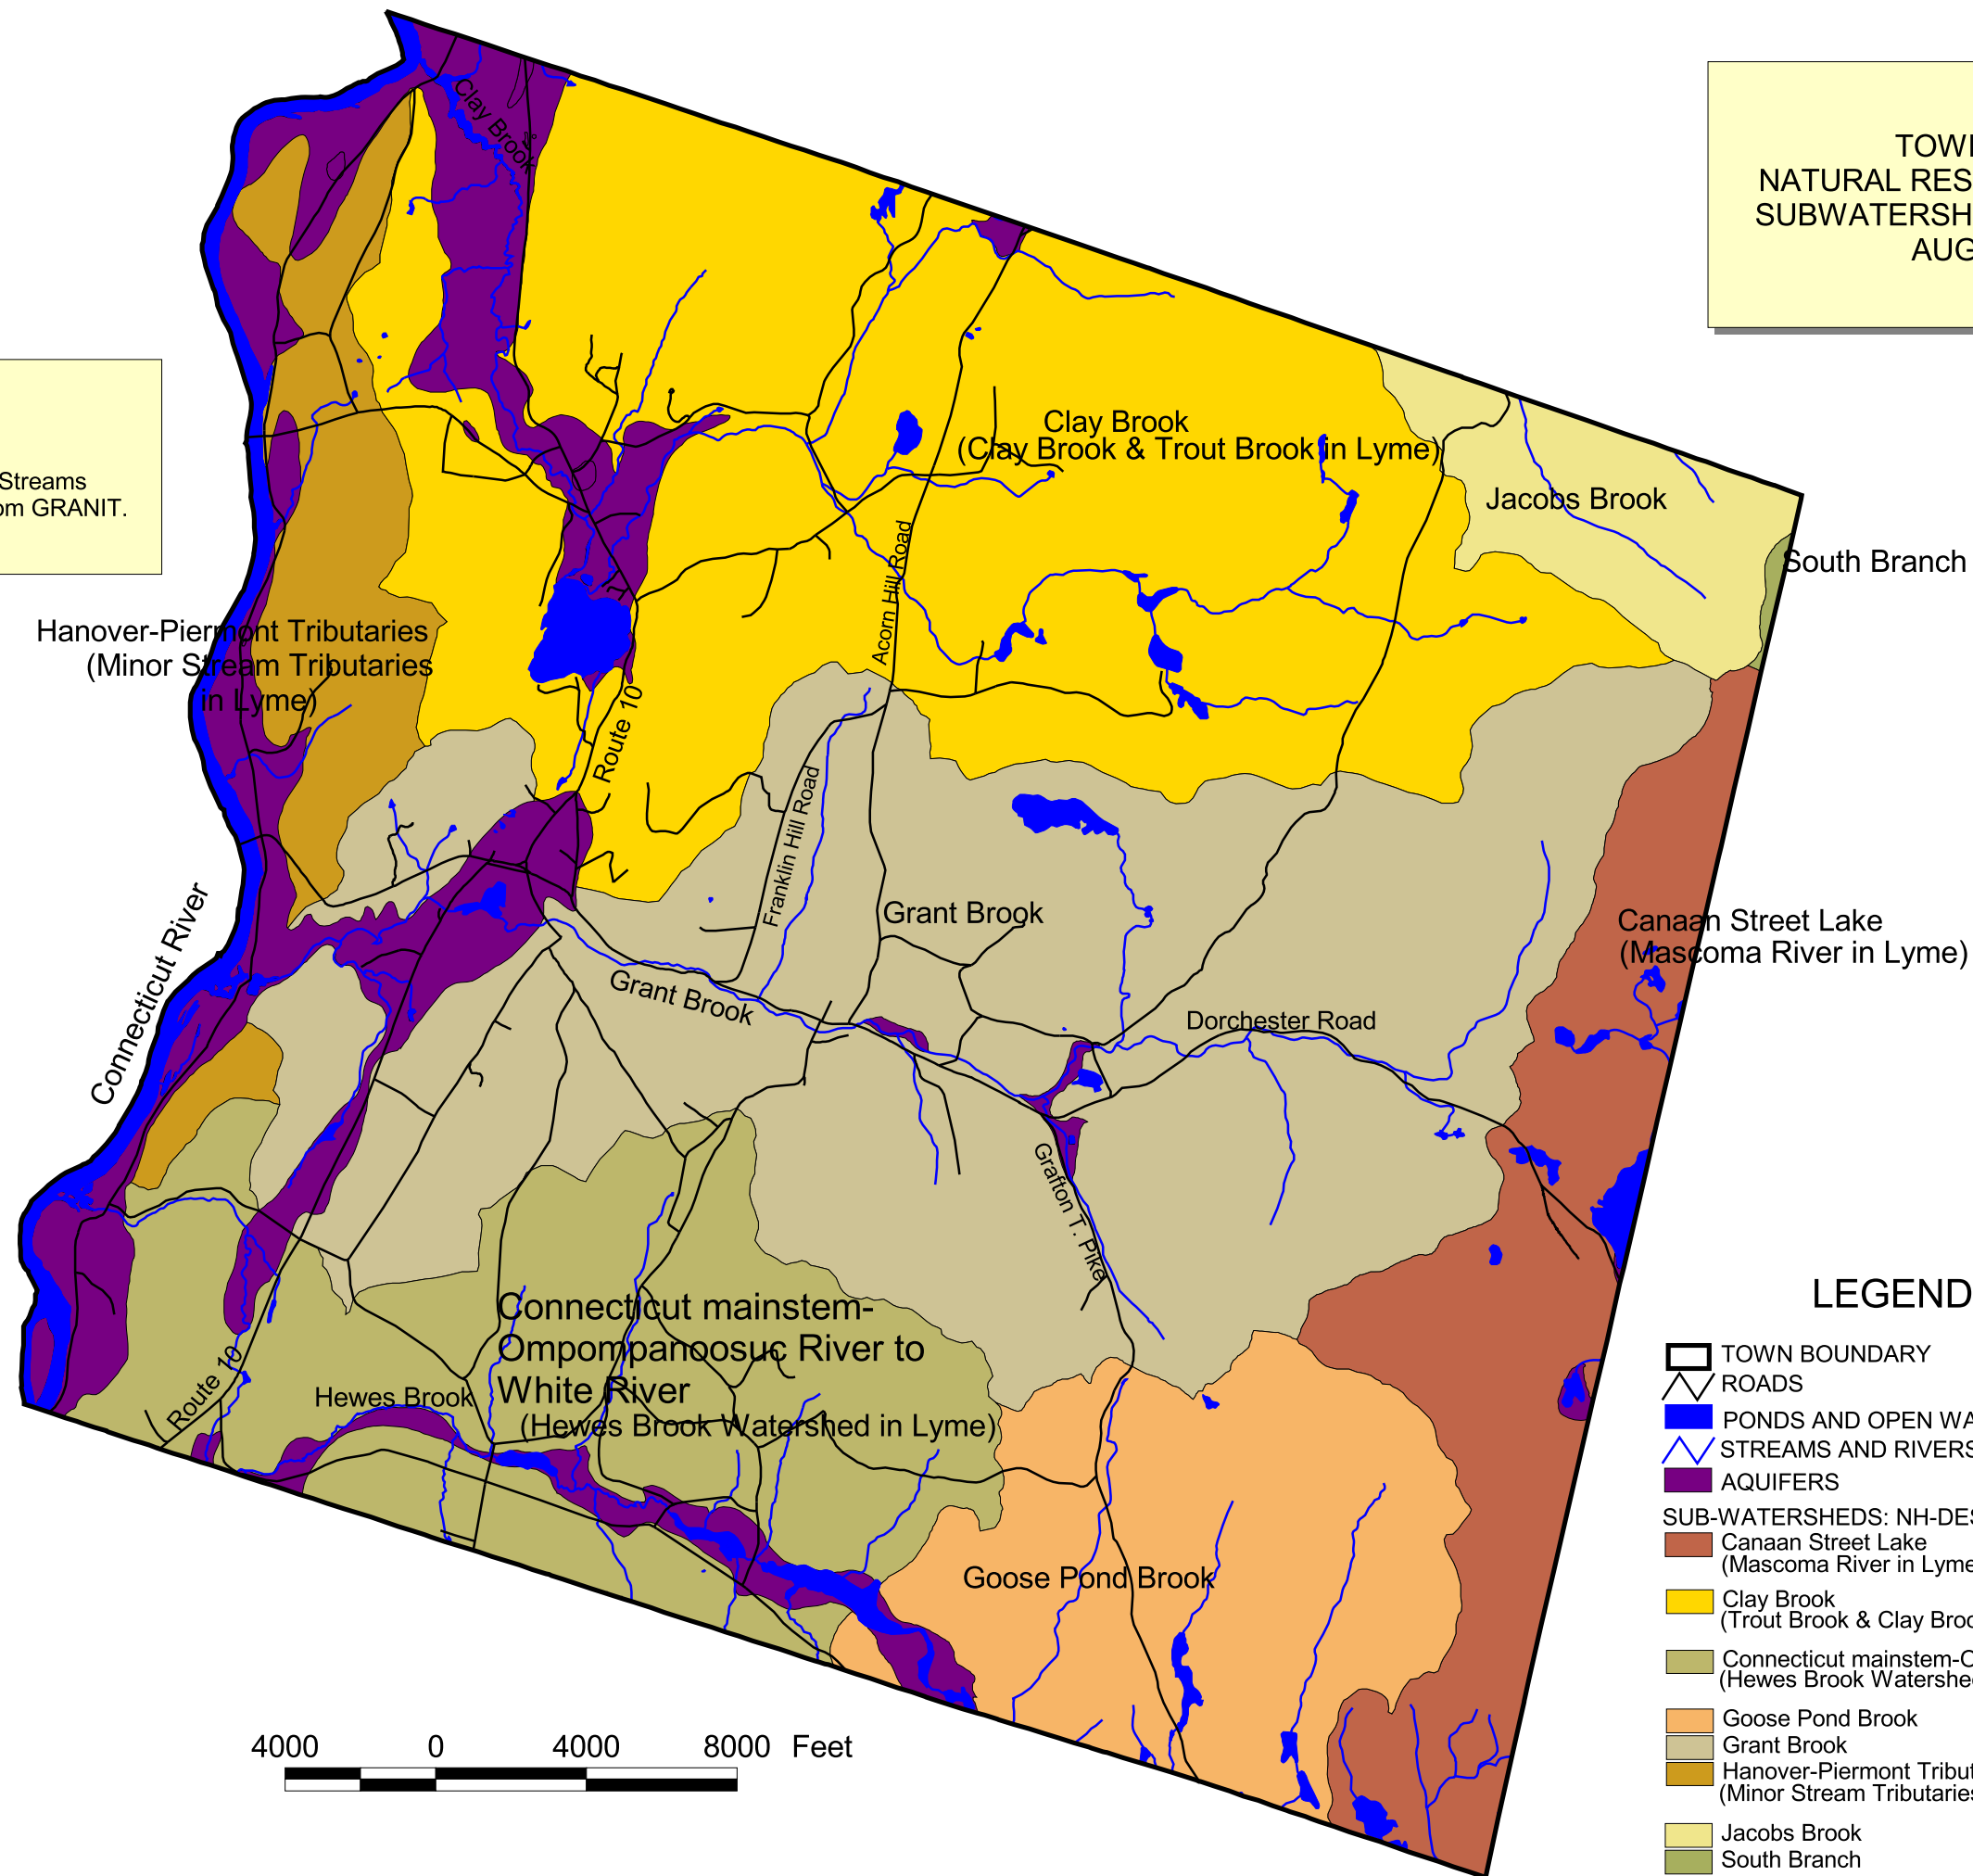 TOW
NATURAL RES
SUBWATERSH
AUG
Streams
om GRANIT.
Clay Brook
Clay Brook
(Clay Brook & Trout Brook in Lyme)
Jacobs Brook
South Branch
Acorn Hill Road
Hanover-Piermont Tributaries
(Minor Stream Tributaries
in Lyme)
Route 10
Franklin Hill Road
Grant Brook
Canaan Street Lake
(Mascoma River in Lyme)
Connecticut River
Grant Brook
Dorchester Road
Grafton T. Pike
Connecticut mainstem-
Ompompanoosuc River to
White River
(Hewes Brook Watershed in Lyme)
Route 10
Hewes Brook
Goose Pond Brook
4000 0 4000 8000 Feet
LEGEND
TOWN BOUNDARY
ROADS
PONDS AND OPEN WA
STREAMS AND RIVERS
AQUIFERS
SUB-WATERSHEDS: NH-DES
Canaan Street Lake
(Mascoma River in Lyme
Clay Brook
(Trout Brook & Clay Broo
Connecticut mainstem-O
(Hewes Brook Watershe
Goose Pond Brook
Grant Brook
Hanover-Piermont Tribut
(Minor Stream Tributaries
Jacobs Brook
South Branch